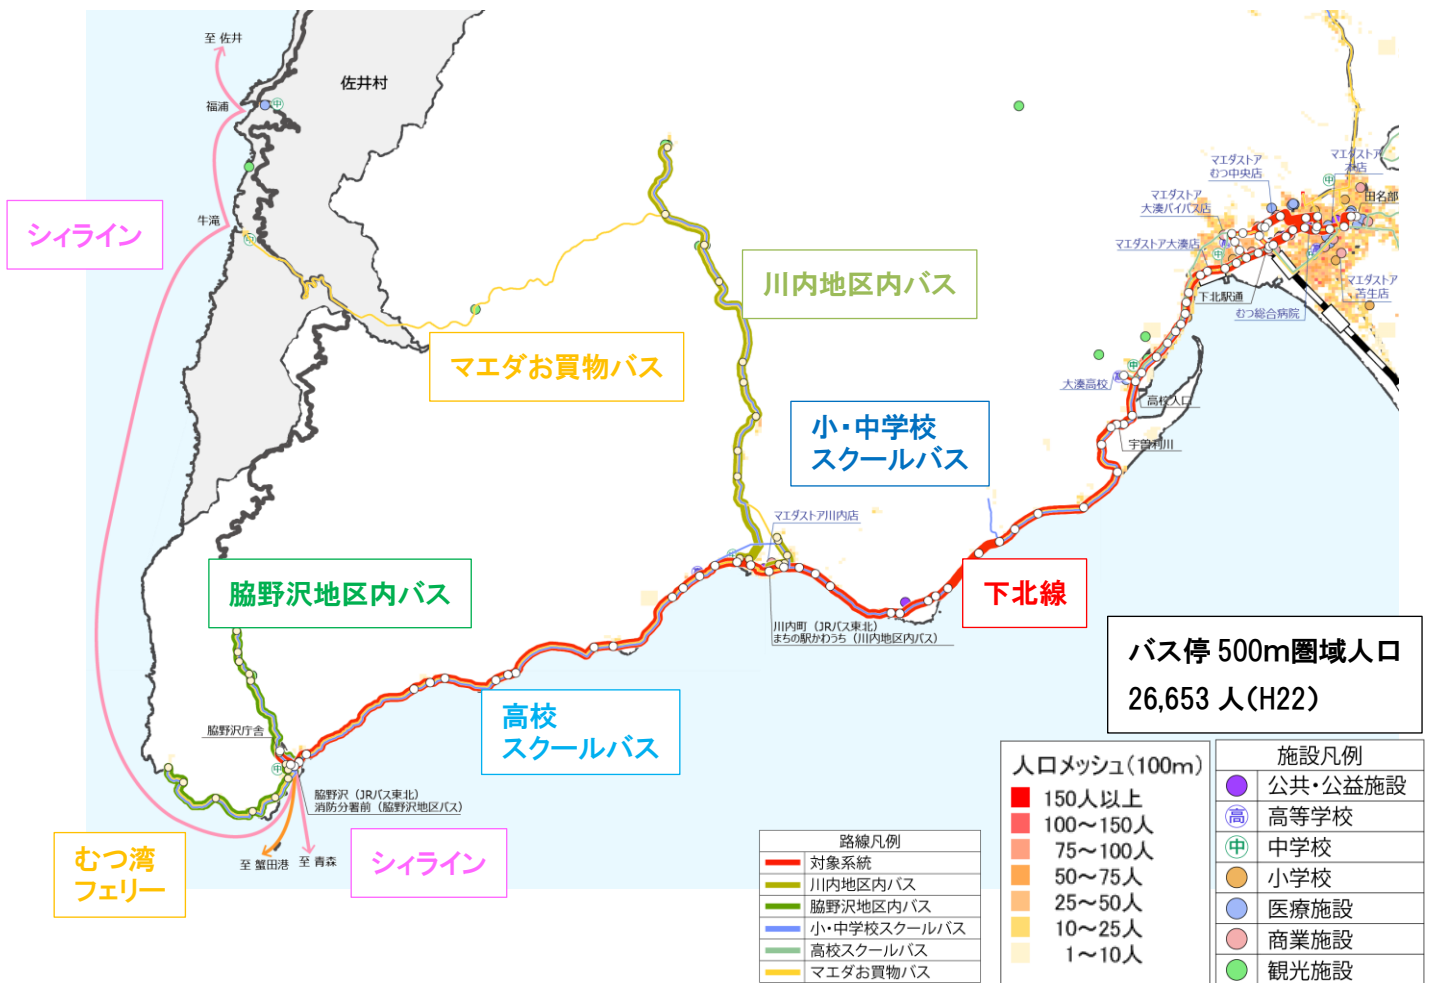 至 佐井
佐井村
福浦
シィライン
牛滝
マエダお買物バス
川内地区内バス
小・中学校
スクールバス
マエダストア
本店
マエダストア
むつ中央店
田名部
マエダストア
大湊バイパス店
マエダストア大湊店
マエダストア
苫生店
下北駅通
むつ総合病院
大湊高校
高校入口
宇曽利川
マエダストア川内店
下北線
川内町（JRバス東北）
まちの駅かわうち（川内地区内バス）
脇野沢地区内バス
高校
スクールバス
脇野沢庁舎
脇野沢（JRバス東北）
消防分署前（脇野沢地区バス）
むつ湾
フェリー
至 蟹田港
至 青森
シィライン
バス停 500m圏域人口
26,653 人(H22)
路線凡例
対象系統
川内地区内バス
脇野沢地区内バス
小・中学校スクールバス
高校スクールバス
マエダお買物バス
人口メッシュ(100m)
150人以上
100～150人
75～100人
50～75人
25～50人
10～25人
1～10人
施設凡例
公共・公益施設
高 高等学校
中 中学校
小学校
医療施設
商業施設
観光施設